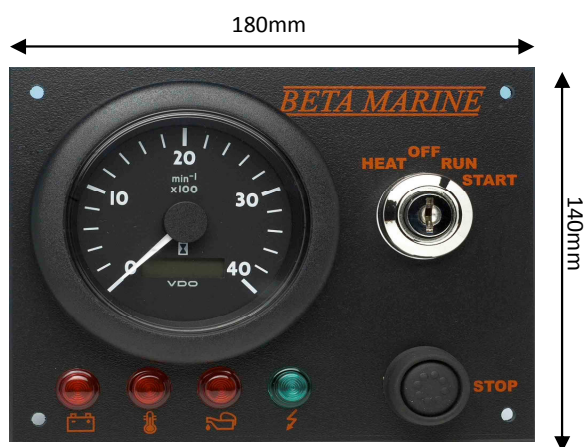 180mm
BETA MARINE
HEAT OFF RUN START
20
min-1
x100
10
30
0
40
VDO
STOP
140mm